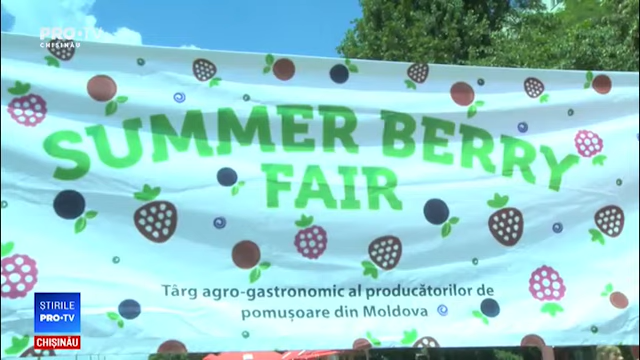 PRO•TV
CHIȘINĂU
SUMMER BERRY
FAIR
Târg agro-gastronomic al producătorilor de
pomușoare din Moldova
ȘTIRILE
PRO•TV
CHIȘINĂU